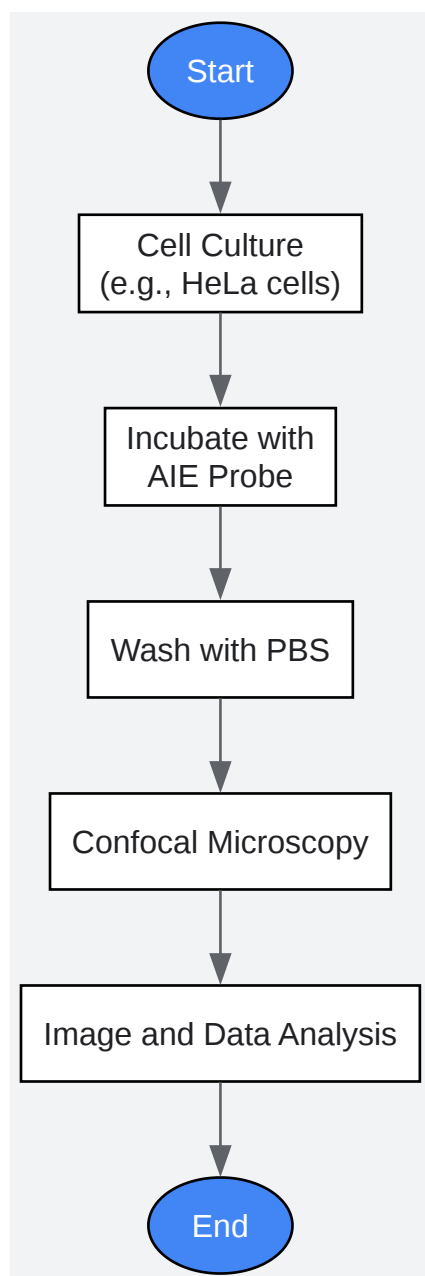 Start
Cell Culture
(e.g., HeLa cells)
Incubate with
AIE Probe
Wash with PBS
Confocal Microscopy
Image and Data Analysis
End